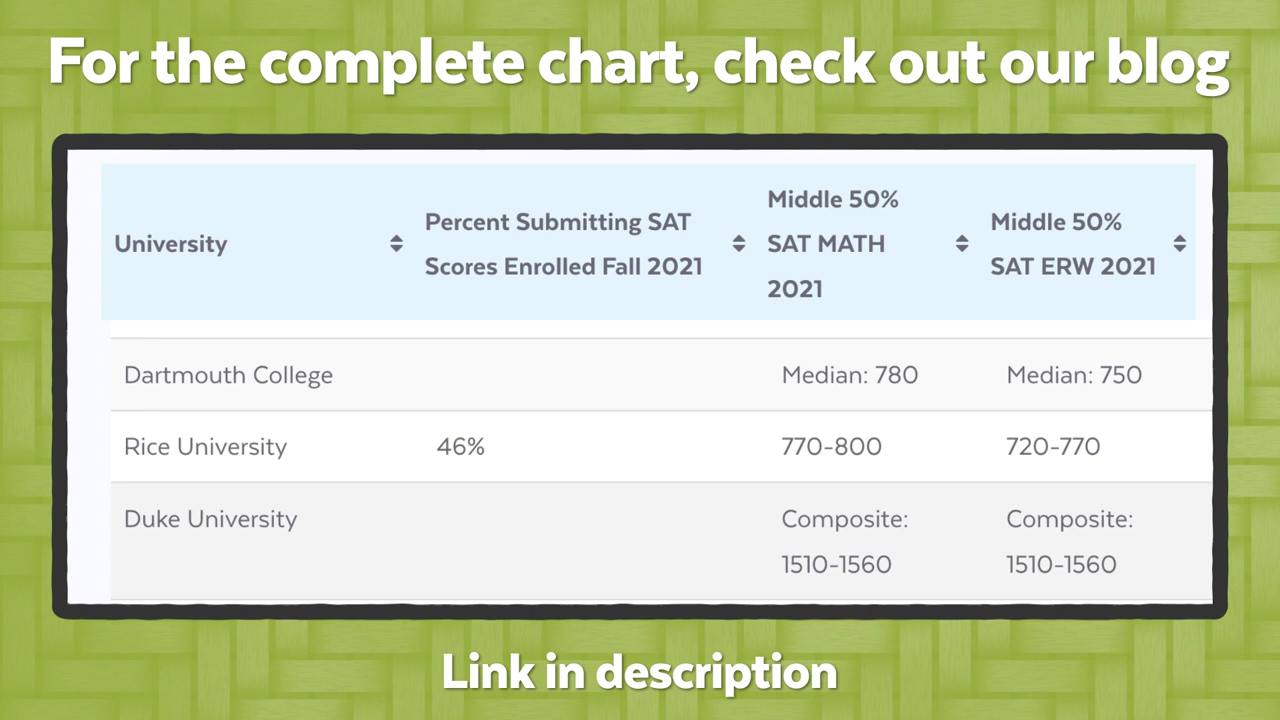 For the complete chart, check out our blog
University
Percent Submitting SAT
Scores Enrolled Fall 2021
Middle 50%
SAT MATH
2021
Middle 50%
SAT ERW 2021
Dartmouth College
Median: 780
Median: 750
Rice University
46%
770-800
720-770
Duke University
Composite:
1510-1560
Composite:
1510-1560
Link in description